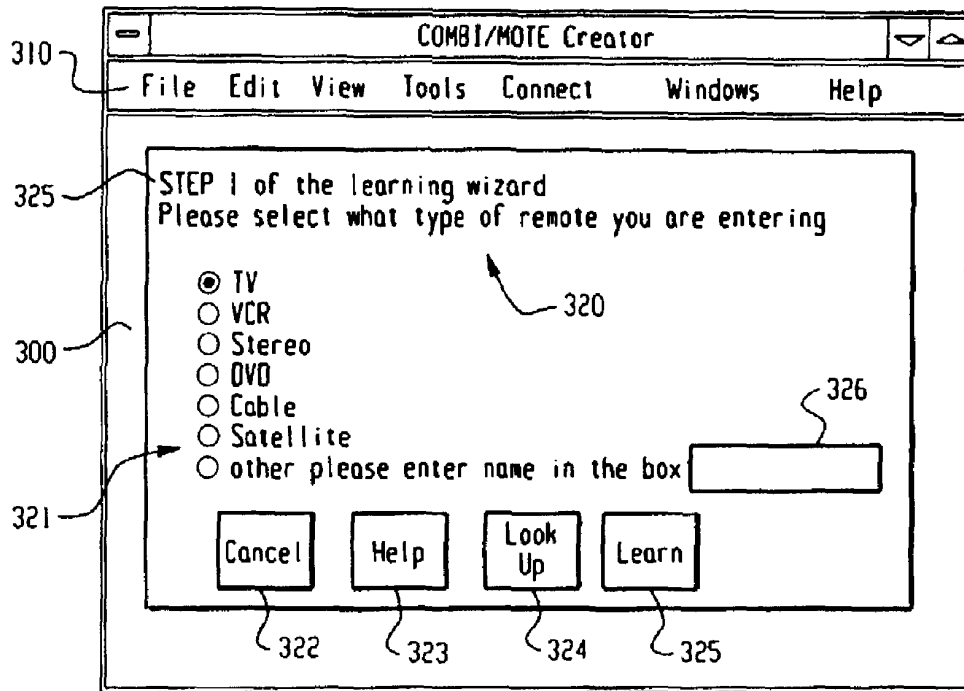 COMBI/MOTE Creator
310
File Edit View Tools Connect Windows Help
325
STEP 1 of the learning wizard
Please select what type of remote you are entering
320
TV
VCR
Stereo
DVD
Cable
Satellite
other please enter name in the box
300
326
321
Cancel Help Look Up Learn
322 323 324 325